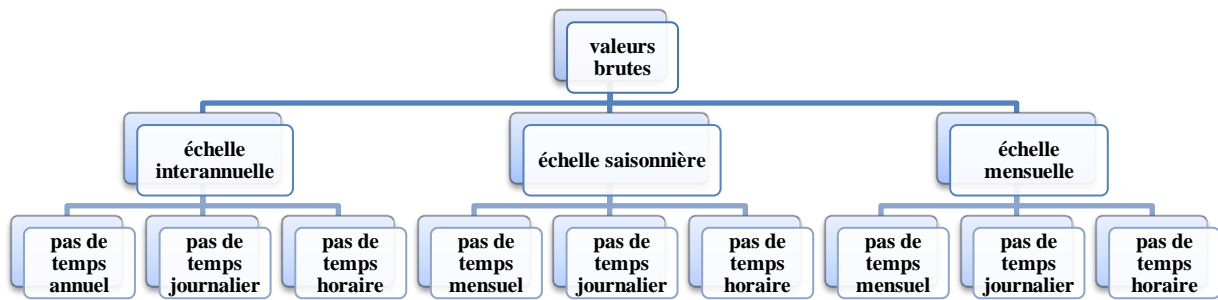 valeurs
brutes
échelle
interannuelle
échelle saisonnière
échelle
mensuelle
pas de
temps
annuel
pas de
temps
journalier
pas de
temps
horaire
pas de
temps
mensuel
pas de
temps
journalier
pas de
temps
horaire
pas de
temps
mensuel
pas de
temps
journalier
pas de
temps
horaire